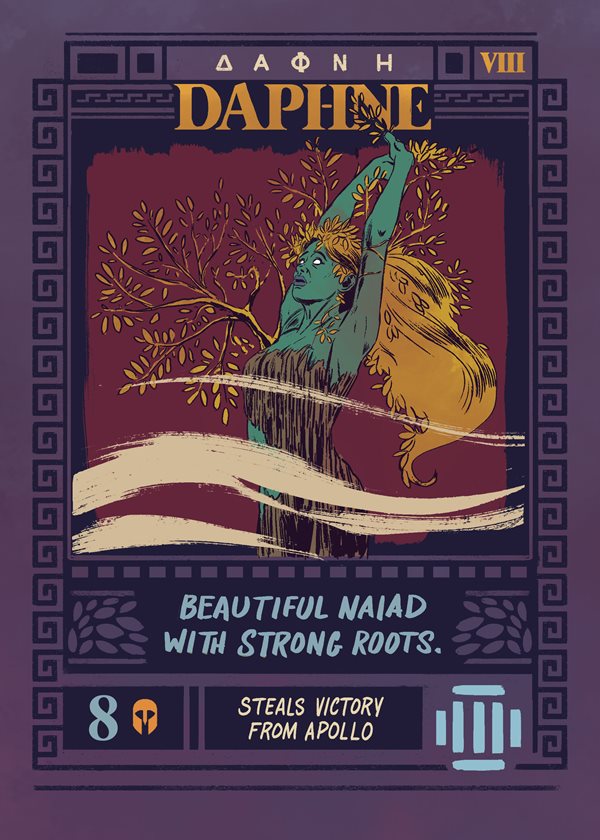 ΔΑΦΝΗ
VIII
DAPHNE
BEAUTIFUL NAIAD
WITH STRONG ROOTS.
8
STEALS VICTORY
FROM APOLLO